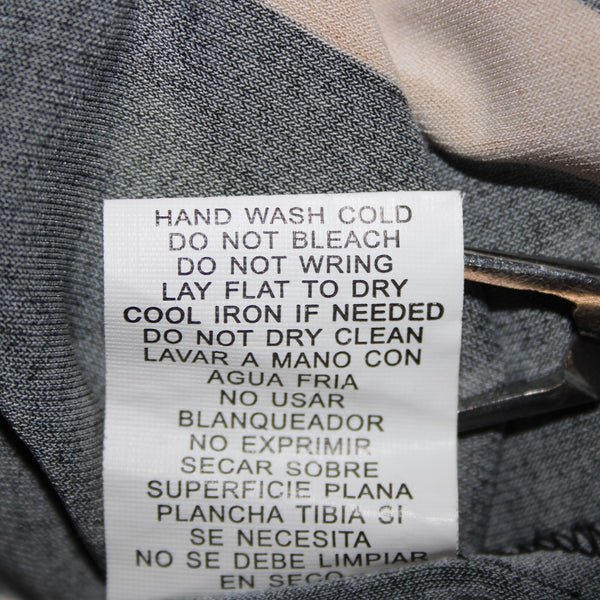 HAND WASH COLD
DO NOT BLEACH
DO NOT WRING
LAY FLAT TO DRY
COOL IRON IF NEEDED
DO NOT DRY CLEAN
LAVAR A MANO CON
AGUA FRIA
NO USAR
BLANQUEADOR
NO EXPRIMIR
SECAR SOBRE
SUPERFICIE PLANA
PLANCHA TIBIA SI
SE NECESITA
NO SE DEBE LIMPIAR
EN SECO